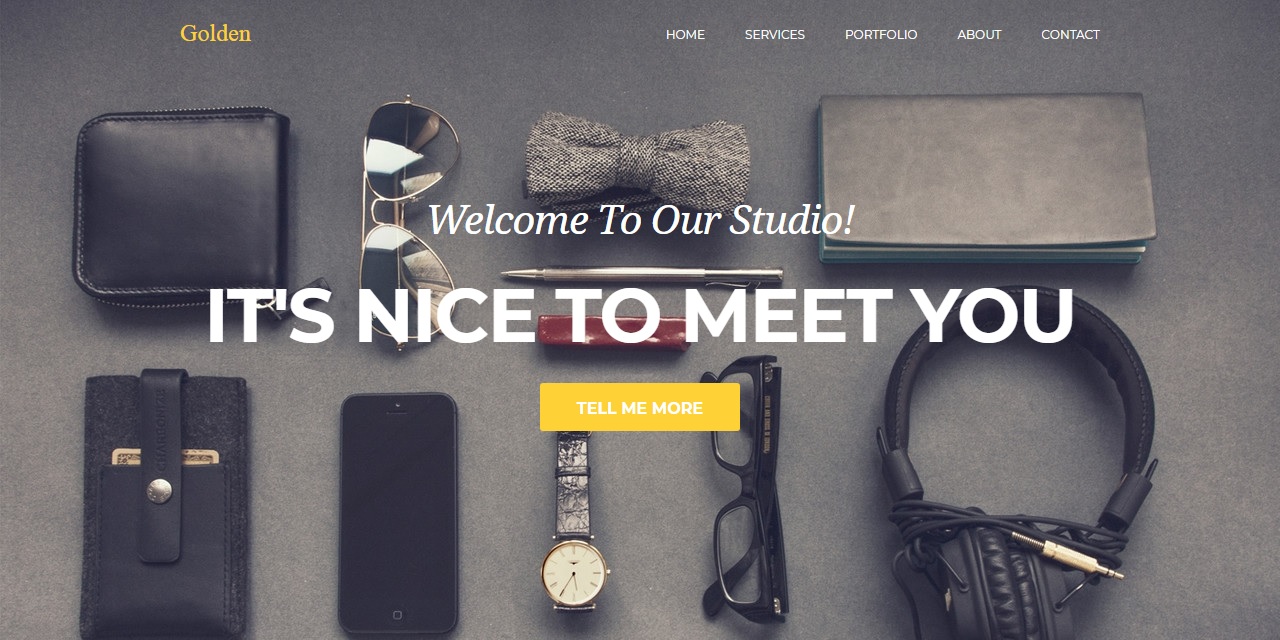 Golden
HOME SERVICES PORTFOLIO ABOUT CONTACT
Welcome To Our Studio!
IT'S NICE TO MEET YOU
TELL ME MORE